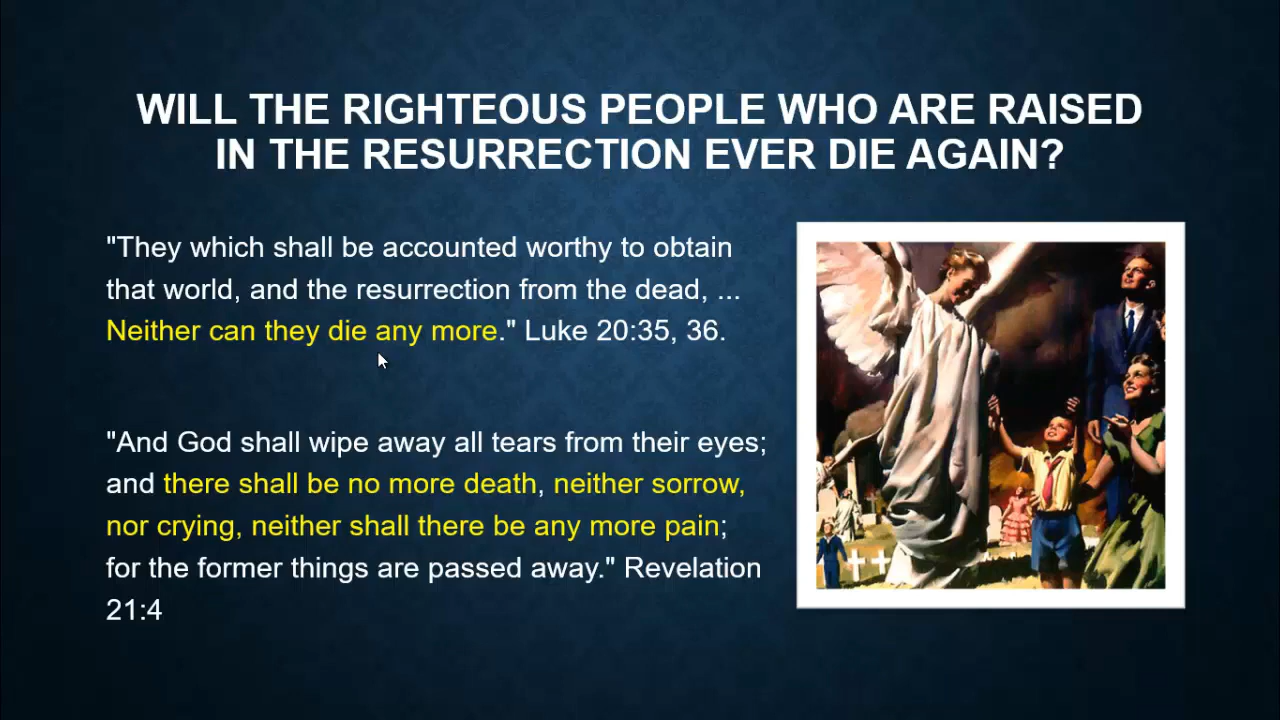 WILL THE RIGHTEOUS PEOPLE WHO ARE RAISED
IN THE RESURRECTION EVER DIE AGAIN?
"They which shall be accounted worthy to obtain
that world, and the resurrection from the dead, ...
Neither can they die any more." Luke 20:35, 36.
"And God shall wipe away all tears from their eyes;
and there shall be no more death, neither sorrow,
nor crying, neither shall there be any more pain;
for the former things are passed away." Revelation
21:4